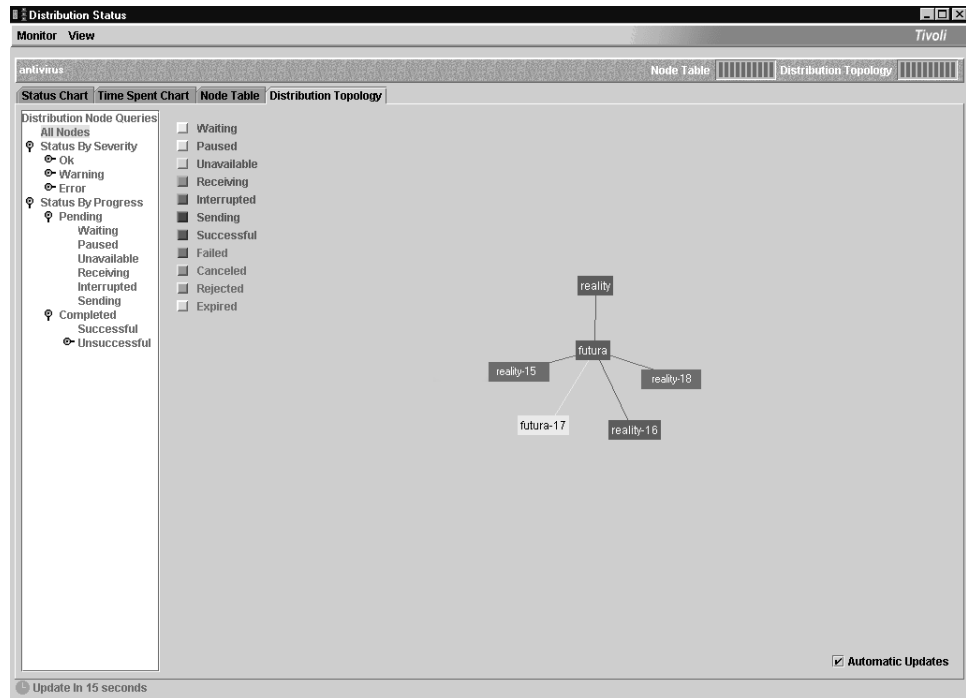 Distribution Status
Monitor View
Tivoli
antivirus
Node Table
Distribution Topology
Status Chart
Time Spent Chart
Node Table
Distribution Topology
Distribution Node Queries
All Nodes
Status By Severity
Ok
Warning
Error
Status By Progress
Pending
Waiting
Paused
Unavailable
Receiving
Interrupted
Sending
Completed
Successful
Unsuccessful
Waiting
Paused
Unavailable
Receiving
Interrupted
Sending
Successful
Failed
Canceled
Rejected
Expired
reality
futura
reality-15
reality-18
futura-17
reality-16
Automatic Updates
Update In 15 seconds